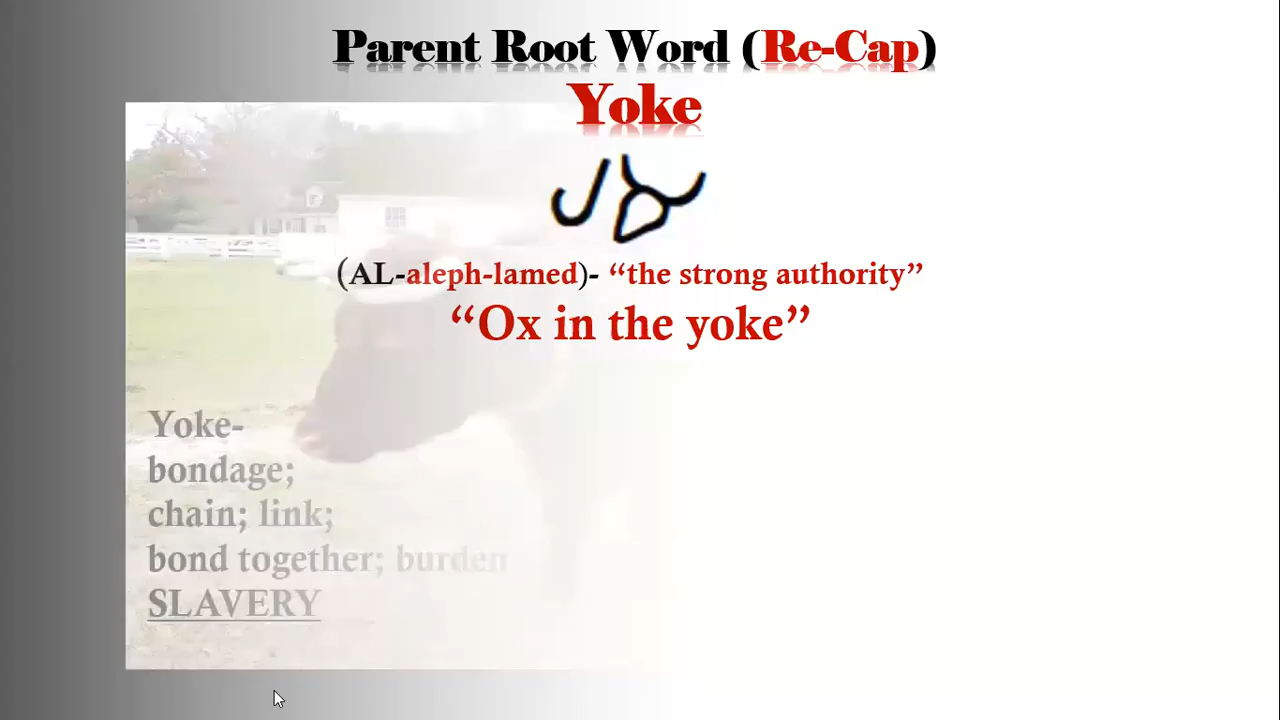 Parent Root Word (Re-Cap)
Yoke
(AL-aleph-lamed)- “the strong authority”
“Ox in the yoke”
Yoke-
bondage;
chain; link;
bond together; burden
SLAVERY